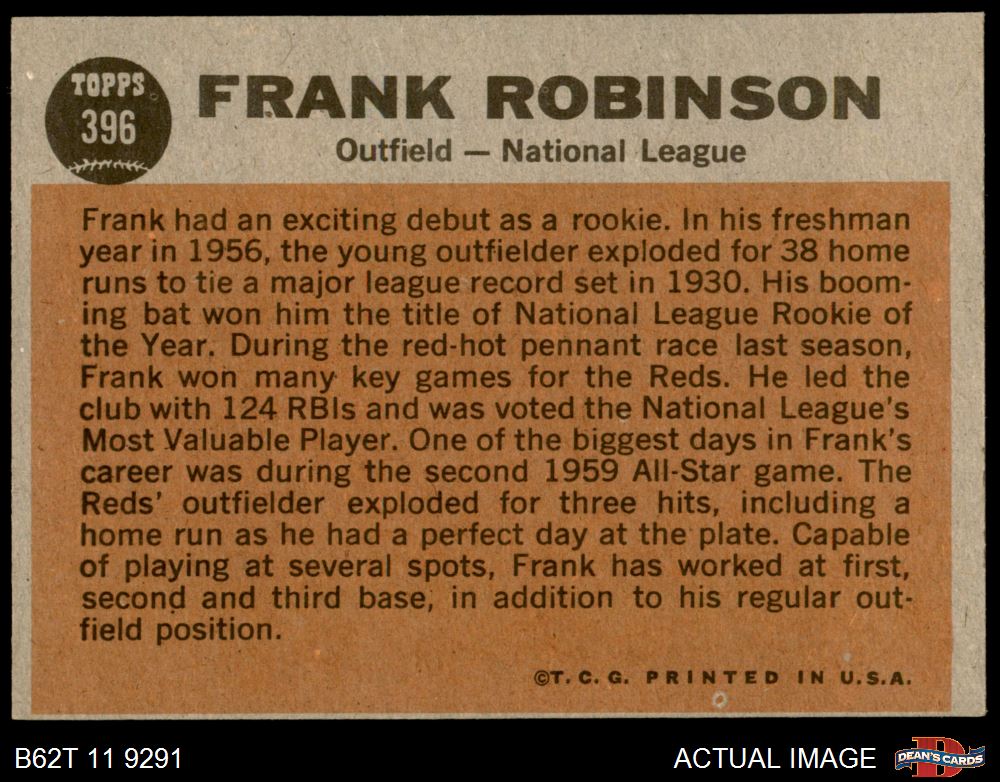 TOPPS
396
FRANK ROBINSON
Outfield — National League
Frank had an exciting debut as a rookie. In his freshman
year in 1956, the young outfielder exploded for 38 home
runs to tie a major league record set in 1930. His boom-
ing bat won him the title of National League Rookie of
the Year. During the red-hot pennant race last season,
Frank won many key games for the Reds. He led the
club with 124 RBIs and was voted the National League's
Most Valuable Player. One of the biggest days in Frank's
career was during the second 1959 All-Star game. The
Reds' outfielder exploded for three hits, including a
home run as he had a perfect day at the plate. Capable
of playing at several spots, Frank has worked at first,
second and third base, in addition to his regular out-
field position.
©T. C. G. PRINTED IN U.S.A.
B62T 11 9291
ACTUAL IMAGE
D
DEAN'S CARDS